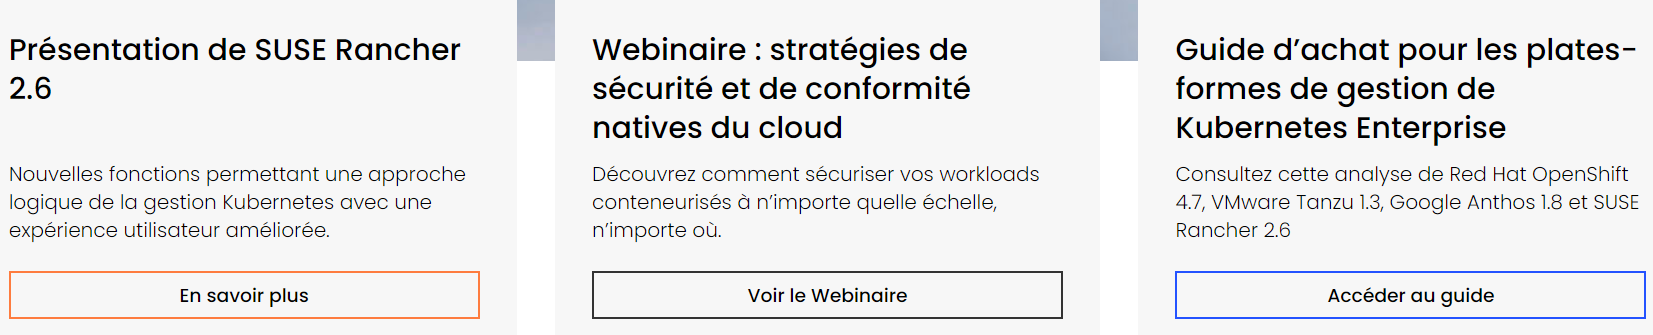 Présentation de SUSE Rancher
2.6
Nouvelles fonctions permettant une approche
logique de la gestion Kubernetes avec une
expérience utilisateur améliorée.
En savoir plus
Webinaire : stratégies de
sécurité et de conformité
natives du cloud
Découvrez comment sécuriser vos workloads
conteneurisés à n’importe quelle échelle,
n’importe où.
Voir le Webinaire
Guide d’achat pour les plates-
formes de gestion de
Kubernetes Enterprise
Consultez cette analyse de Red Hat OpenShift
4.7, VMware Tanzu 1.3, Google Anthos 1.8 et SUSE
Rancher 2.6
Accéder au guide